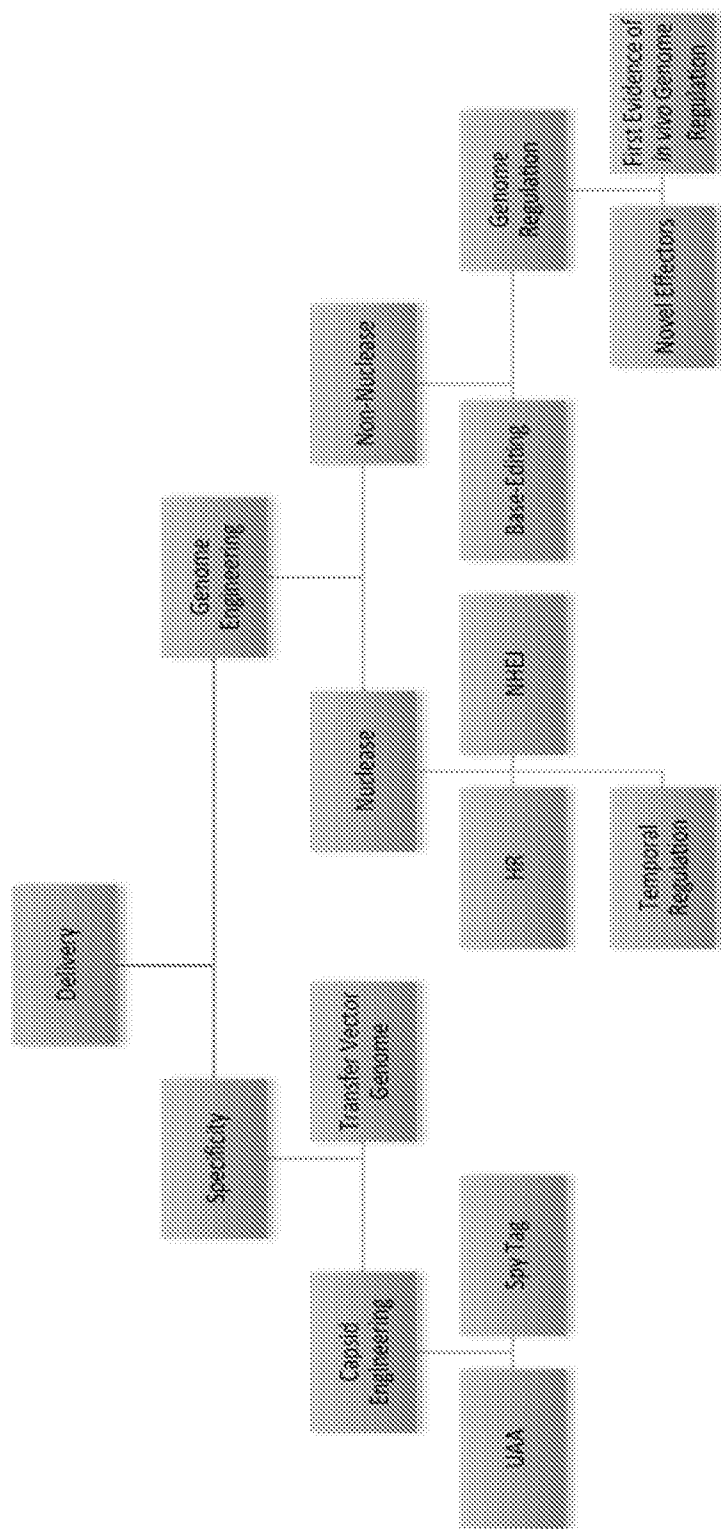 Delivery
Specificity
Genome
Engineering
Capsid
Engineering
Transfer Vector
Genome
Nuclease
Non-Nuclease
UAA
Spy Tag
HR
NHEJ
Base-Editing
Genome
Regulation
Temporal
Regulation
Novel Effectors
First Evidence of
in vivo Genome
Regulation